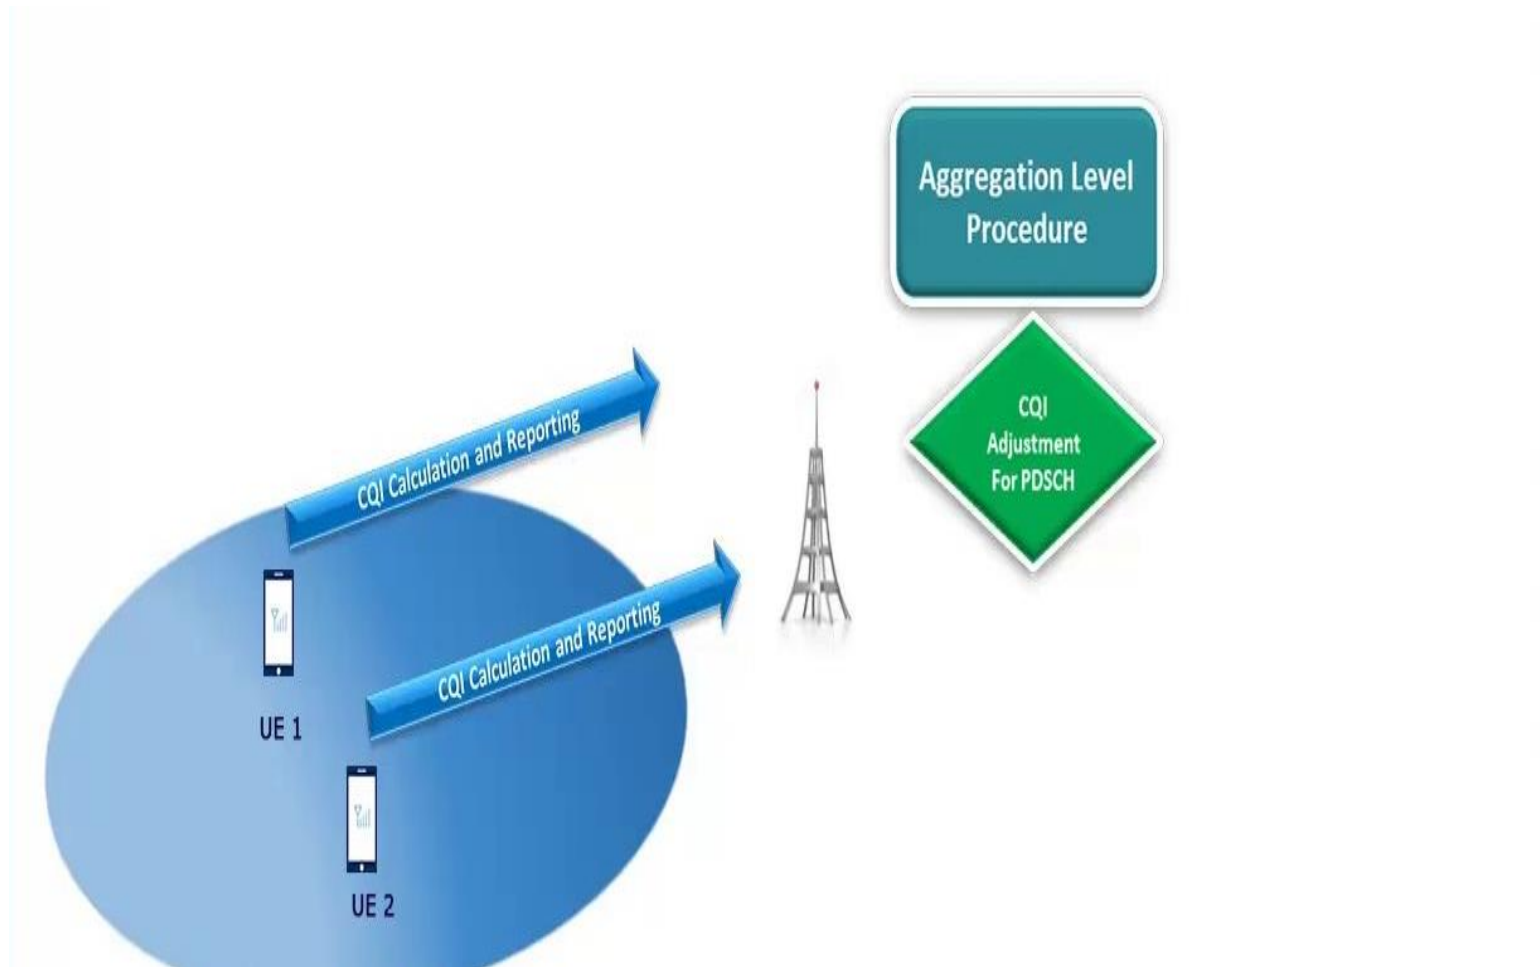 Aggregation Level
Procedure
CQI
Adjustment
For PDSCH
CQI Calculation and Reporting
CQI Calculation and Reporting
UE 1
UE 2